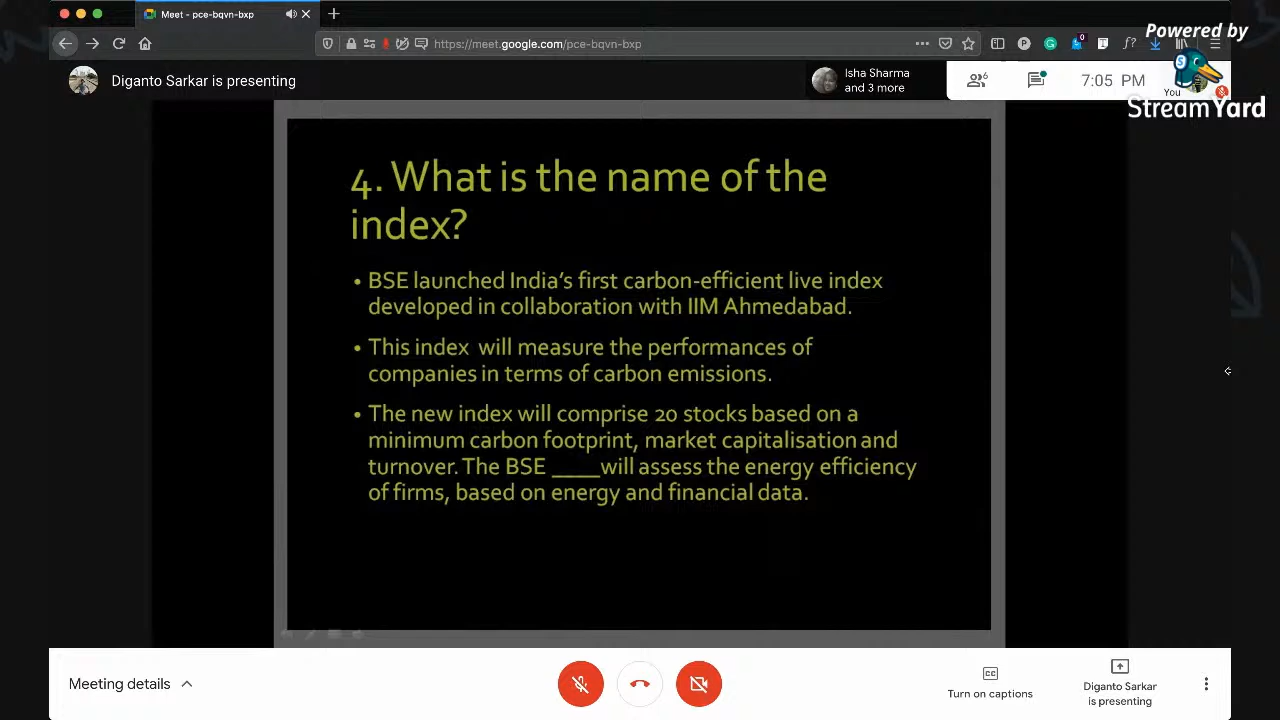 Meet - pce-bqvn-bxp
Powered by
https://meet.google.com/pce-bqvn-bxp
0
Diganto Sarkar is presenting
Isha Sharma
and 3 more
6
7:05 PM
You
StreamYard
4. What is the name of the
index?
• BSE launched India's first carbon-efficient live index
developed in collaboration with IIM Ahmedabad.
• This index will measure the performances of
companies in terms of carbon emissions.
• The new index will comprise 20 stocks based on a
minimum carbon footprint, market capitalisation and
turnover. The BSE ____will assess the energy efficiency
of firms, based on energy and financial data.
Meeting details
CC
Turn on captions
Diganto Sarkar
is presenting